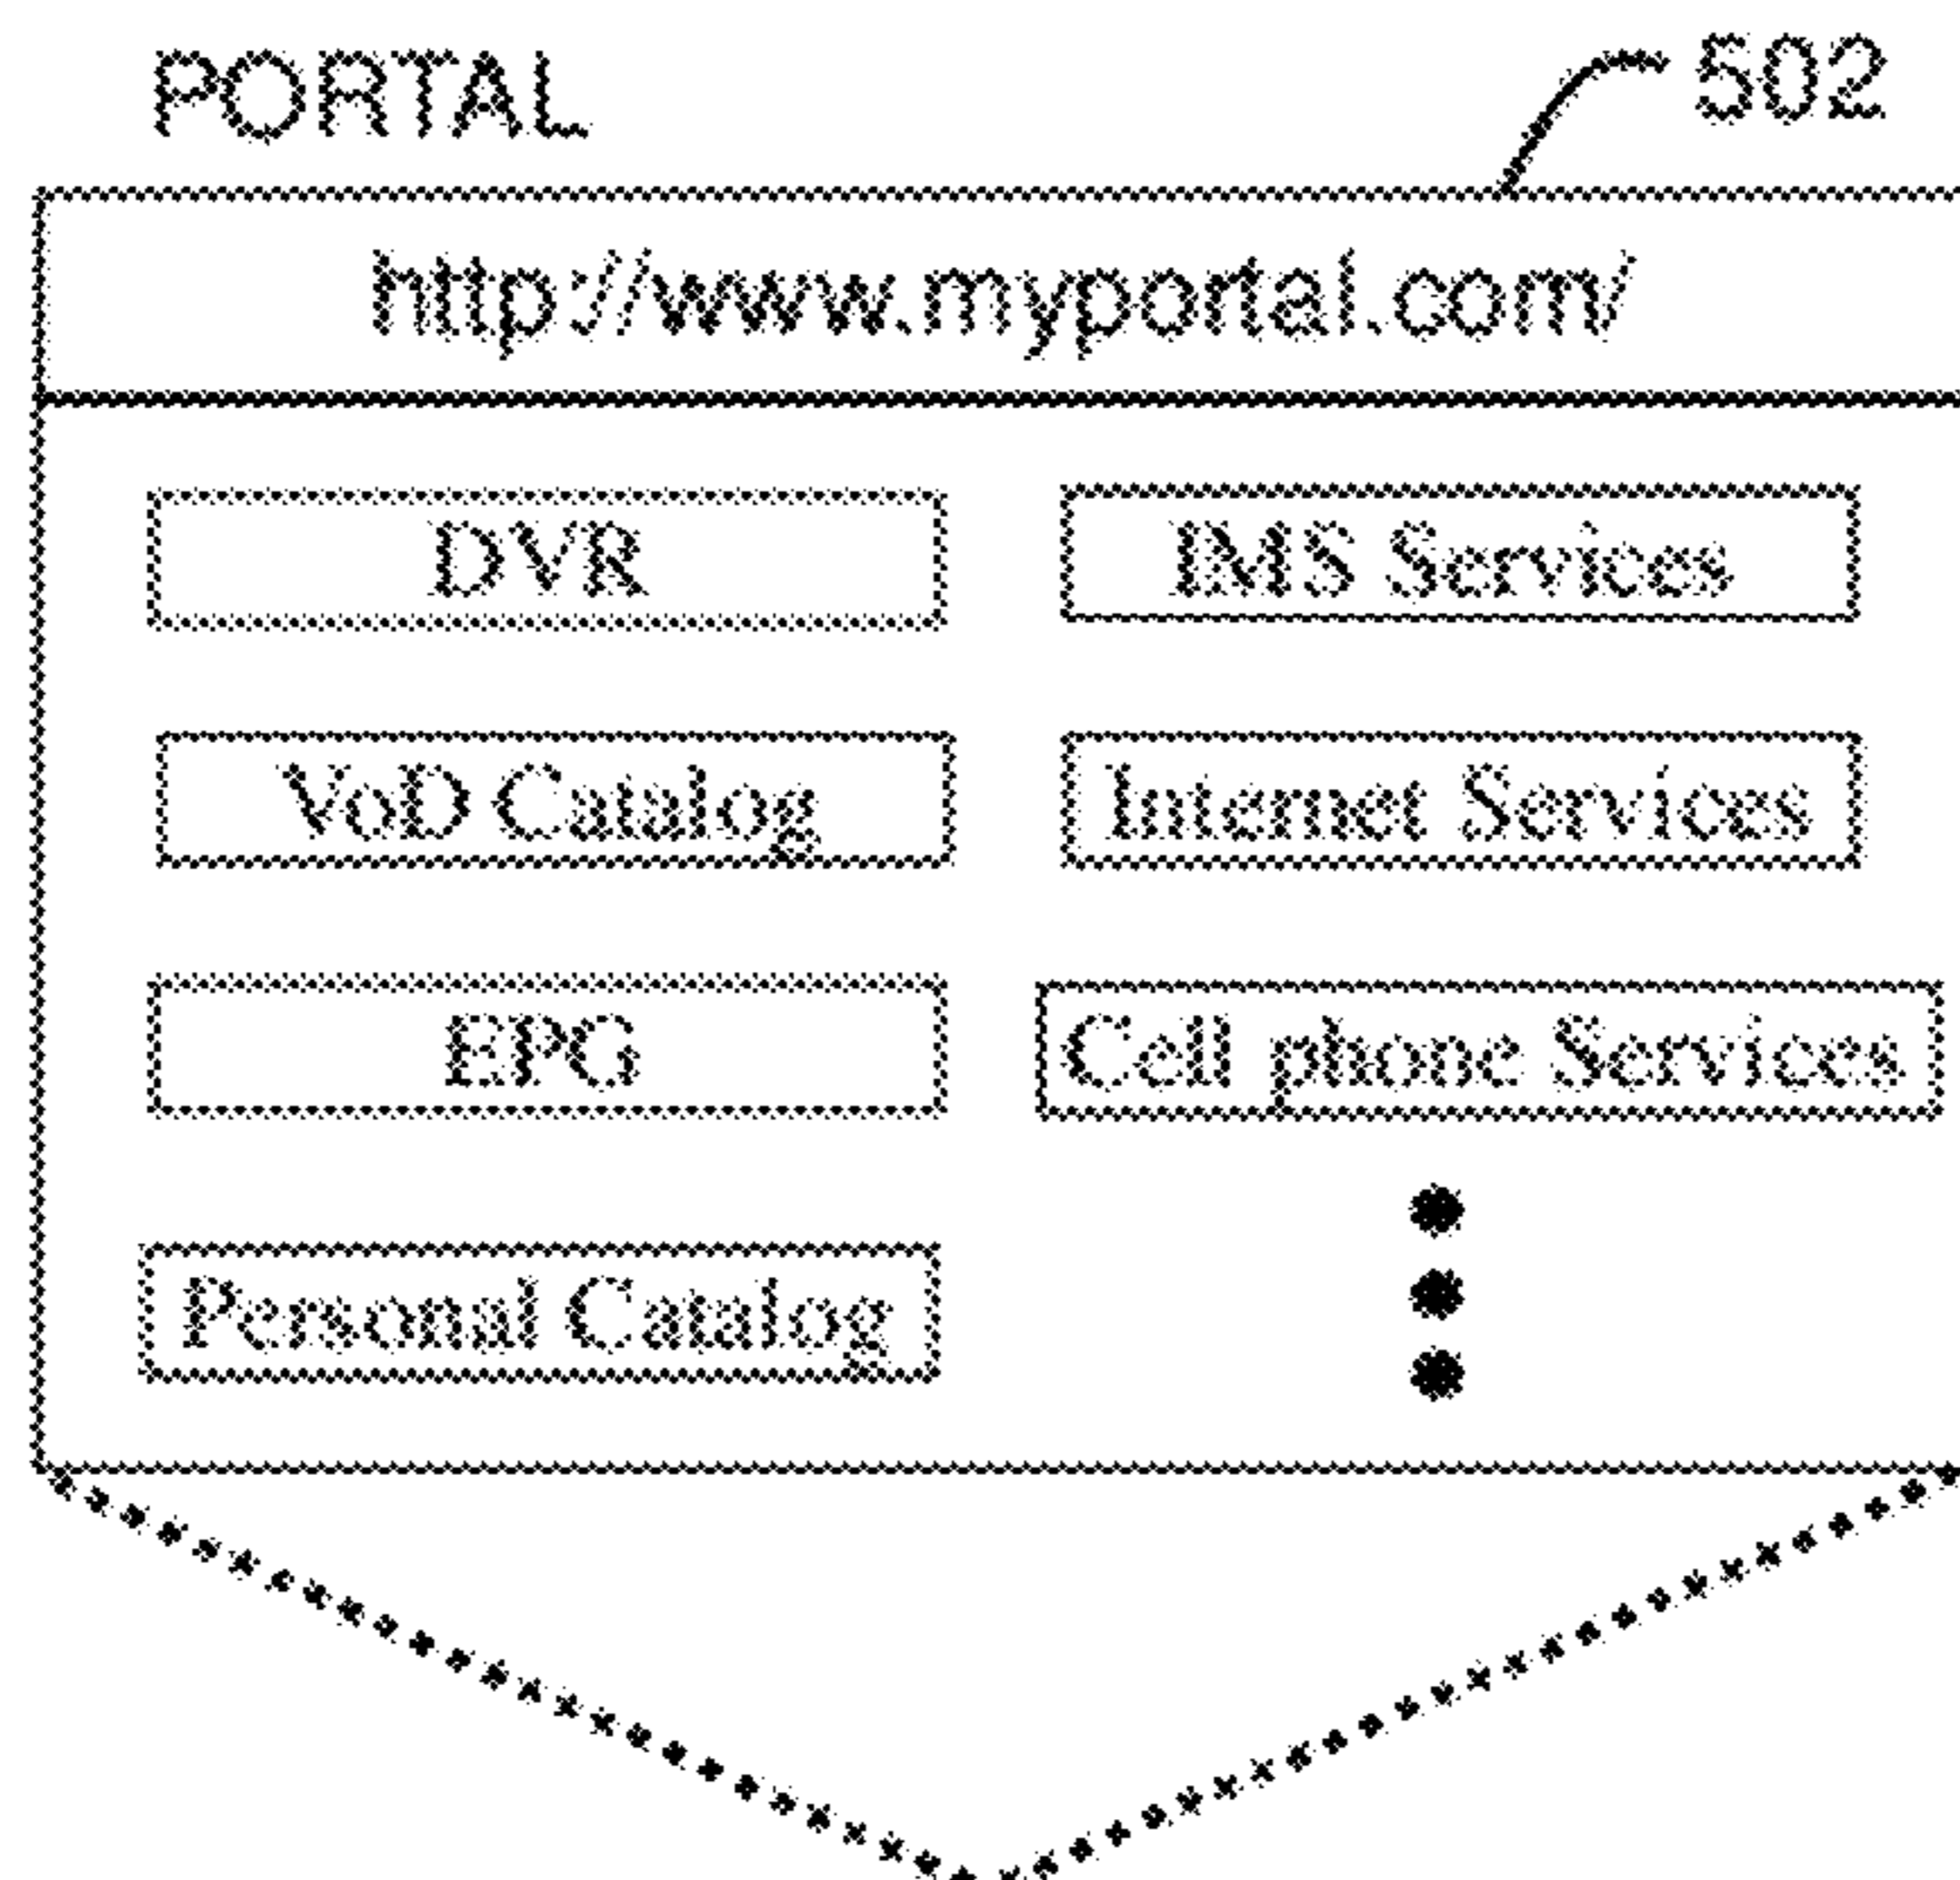 PORTAL 502
http://www.myportal.com/
DVR IMS Services
VoD Catalog Internet Services
EPG Cell phone Services
Personal Catalog